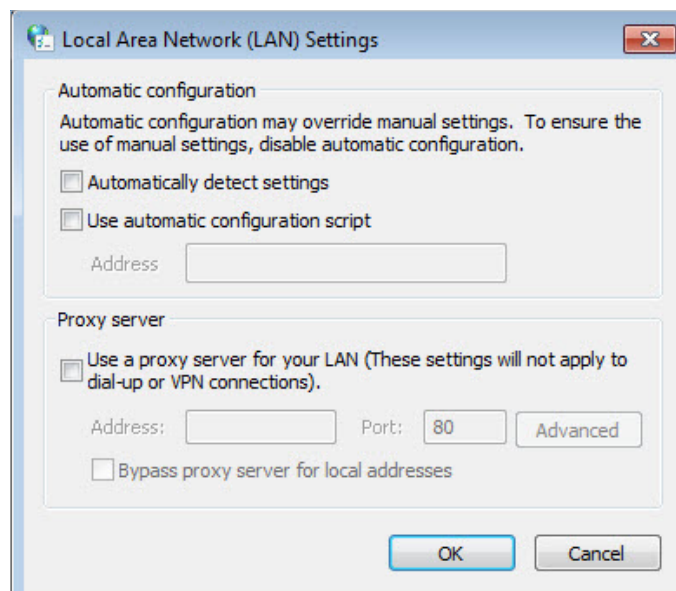 Local Area Network (LAN) Settings
Automatic configuration
Automatic configuration may override manual settings. To ensure the
use of manual settings, disable automatic configuration.
Automatically detect settings
Use automatic configuration script
Address
Proxy server
Use a proxy server for your LAN (These settings will not apply to
dial-up or VPN connections).
Address: Port: 80 Advanced
Bypass proxy server for local addresses
OK Cancel